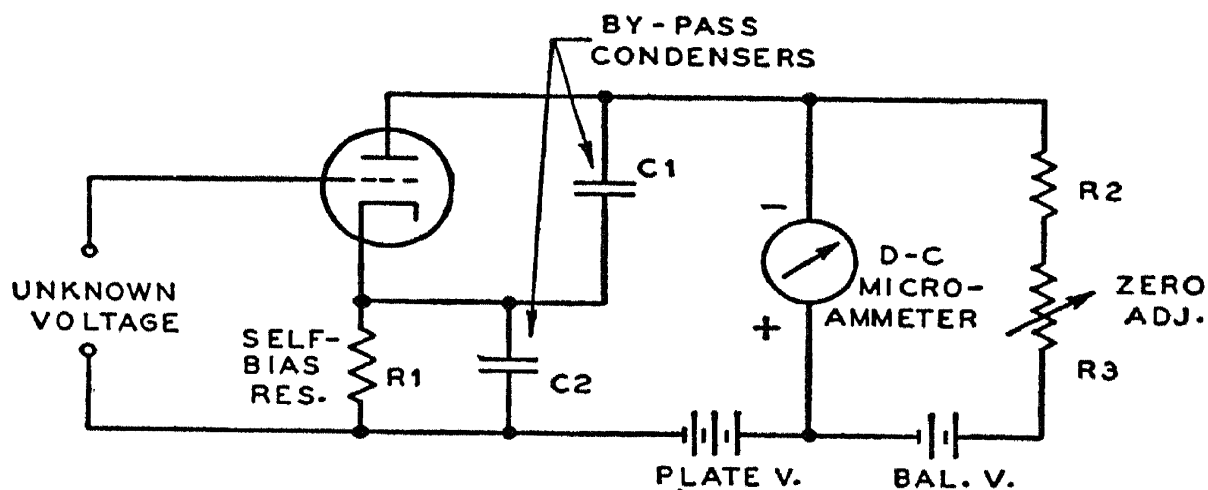 BY-PASS
CONDENSERS
C1
R2
-
D-C
MICRO-
AMMETER
+
ZERO
ADJ.
R3
UNKNOWN
VOLTAGE
SELF-
BIAS
RES.
R1
C2
PLATE V.
BAL. V.